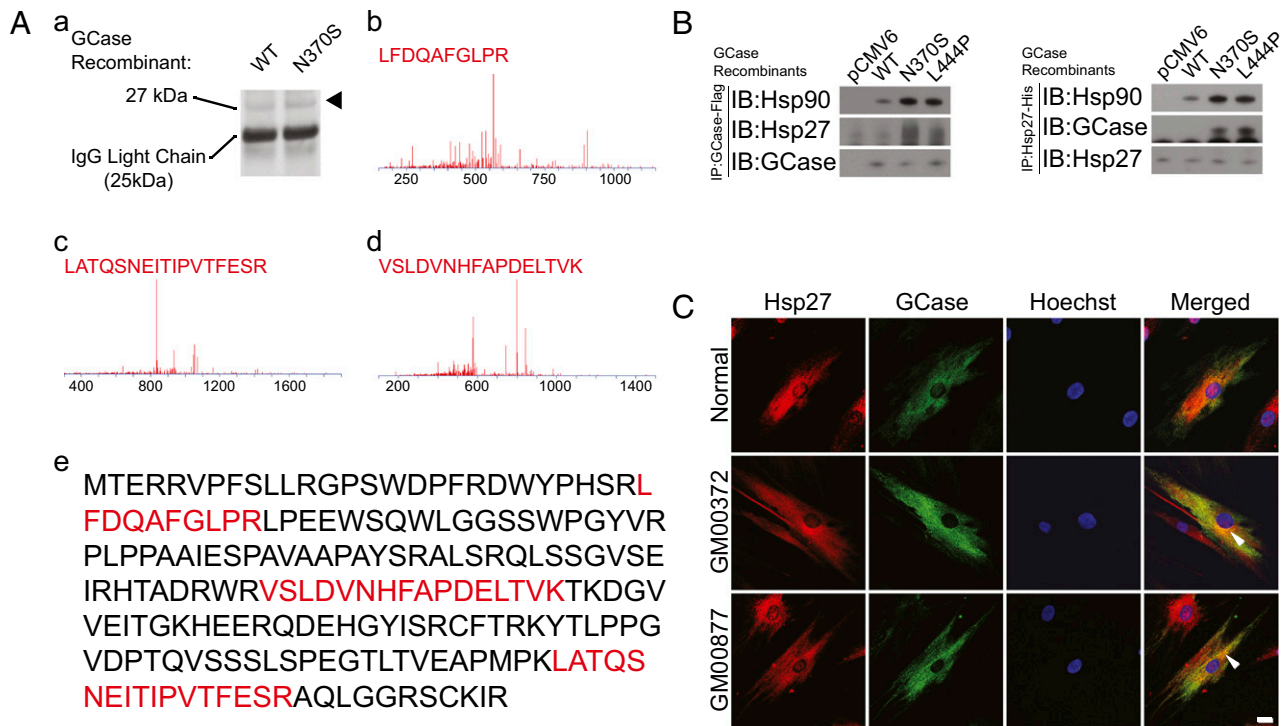 A
a
GCase
Recombinant:
WT
N370S
27 kDa
IgG Light Chain
(25kDa)
b
LFDQAFGLPR
250 500 750 1000
c
LATQSNEITIPVTFESR
400 800 1200 1600
d
VSLDVNHFAPDELTVK
200 600 1000 1400
e
MTERRVPFSLLRGPSWDPFRDWYPHSRL
FDQAFGLPRLPEEWSQWLGGSSWPGYVR
PLPPAAIESPAVAAPAYSRALSRQLSSGVSE
IRHTADRWRVSLDVNHFAPDELTVKTKDGV
VEITGKHEERQDEHGYISRCFTRKYTLPPG
VDPTQVSSSLSPEGTLTVEAPMPKLATQS
NEITIPVTFESRAQLGGRSCKIR
B
GCase
Recombinants
pCMV6
WT
N370S
L444P
IP:GCase-Flag
IB:Hsp90
IB:Hsp27
IB:GCase
GCase
Recombinants
pCMV6
WT
N370S
L444P
IP:Hsp27-His
IB:Hsp90
IB:GCase
IB:Hsp27
C
Hsp27 GCase Hoechst Merged
Normal
GM00372
GM00877